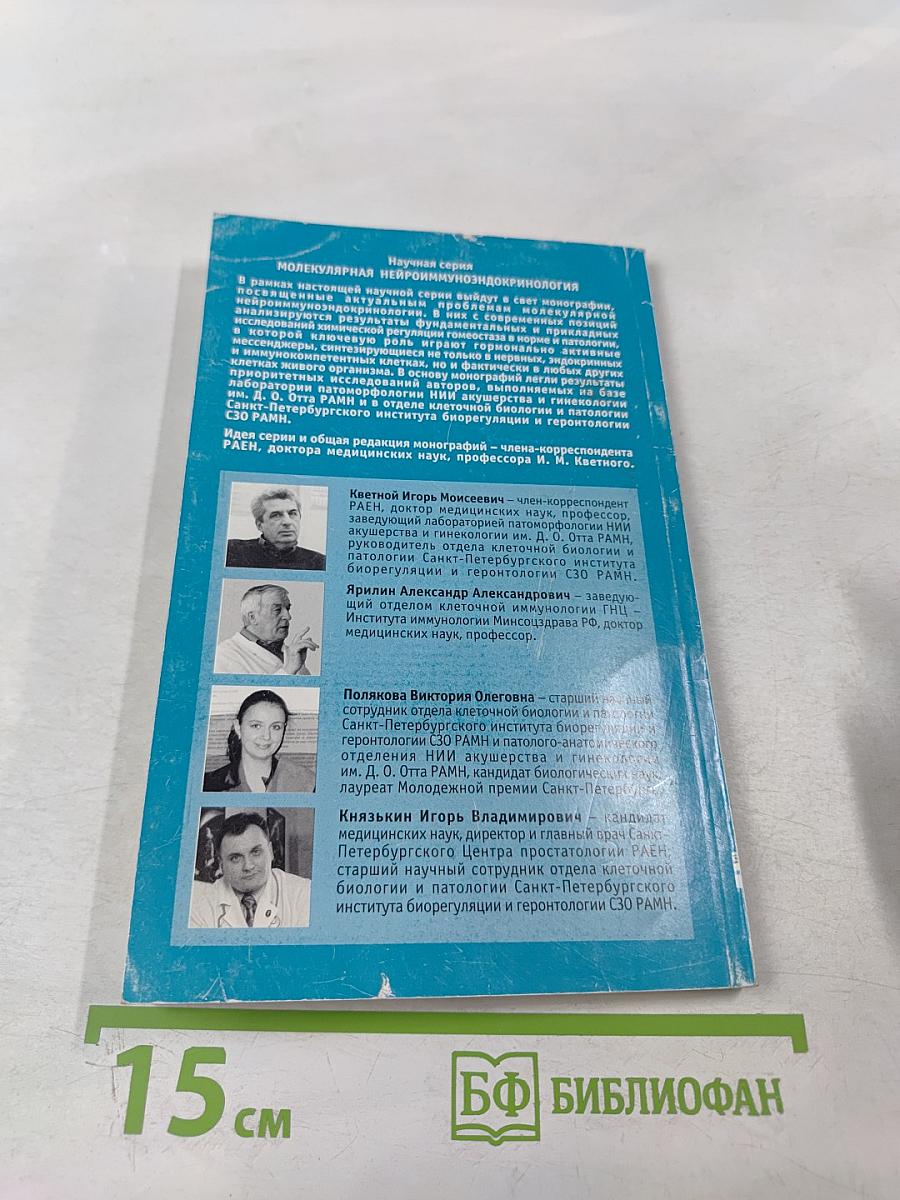 Научная серия
МОЛЕКУЛЯРНАЯ НЕЙРОИММУНОЭНДОКРИНОЛОГИЯ
В рамках настоящей научной серии выйдут в свет монографии,
посвященные актуальным проблемам молекулярной
нейроиммуноэндокринологии. В них с современных позиций
анализируются результаты фундаментальных и прикладных
исследований химической регуляции гомеостаза в норме и патологии,
в которой ключевую роль играют гормонально активные
мессенджеры, синтезирующиеся не только в нервных, эндокринных
и иммунокомпетентных клетках, но и фактически в любых других
клетках живого организма. В основу монографий легли результаты
приоритетных исследований авторов, выполняемых на базе
лаборатории патоморфологии НИИ акушерства и гинекологии
им. Д. О. Отта РАМН и в отделе клеточной биологии и патологии
Санкт-Петербургского института биорегуляции и геронтологии
СЗО РАМН.
Идея серии и общая редакция монографий – члена-корреспондента
РАЕН, доктора медицинских наук, профессора И. М. Кветного.
Кветной Игорь Моисеевич – член-корреспондент
РАЕН, доктор медицинских наук, профессор,
заведующий лабораторией патоморфологии НИИ
акушерства и гинекологии им. Д. О. Отта РАМН,
руководитель отдела клеточной биологии и
патологии Санкт-Петербургского института
биорегуляции и геронтологии СЗО РАМН.
Ярилин Александр Александрович – заведую-
щий отделом клеточной иммунологии ГНЦ –
Института иммунологии Минсоцздрава РФ, доктор
медицинских наук, профессор.
Полякова Виктория Олеговна – старший научный
сотрудник отдела клеточной биологии и патологии
Санкт-Петербургского института биорегуляции и
геронтологии СЗО РАМН и патолого-анатомического
отделения НИИ акушерства и гинекологии
им. Д. О. Отта РАМН, кандидат биологических наук,
лауреат Молодежной премии Санкт-Петербурга.
Князькин Игорь Владимирович – кандидат
медицинских наук, директор и главный врач Санкт-
Петербургского Центра простатологии РАЕН,
старший научный сотрудник отдела клеточной
биологии и патологии Санкт-Петербургского
института биорегуляции и геронтологии СЗО РАМН.
15 см
БФ БИБЛИОФАН